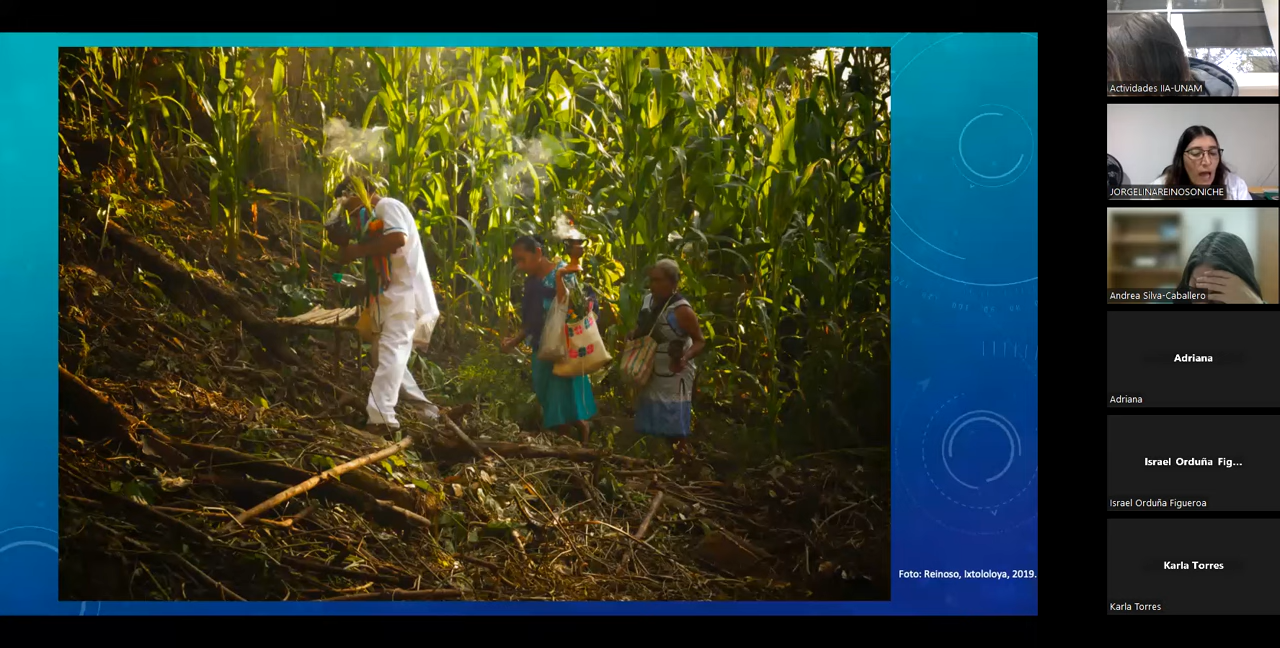 Foto: Reinoso, Ixtololoya, 2019.
Actividades IIA-UNAM
JORGELINAREINOSONICHE
Andrea Silva-Caballero
Adriana
Adriana
Israel Orduña Fig...
Israel Orduña Figueroa
Karla Torres
Karla Torres